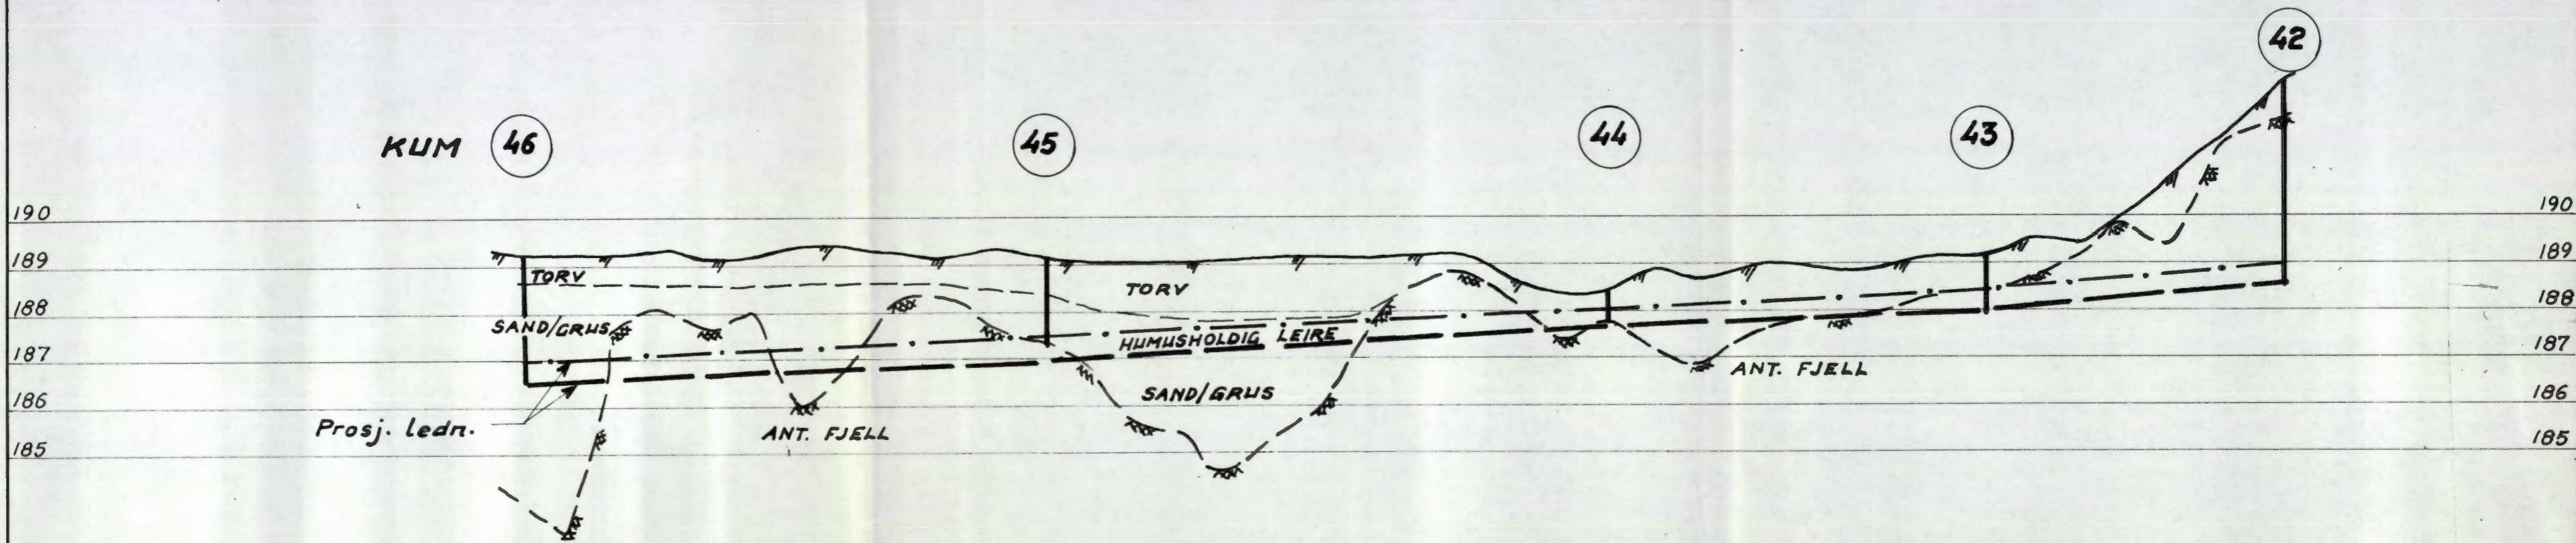 42
KUM 46 45 44 43
190 190
189 189
TORV
TORV
188 188
SAND/GRUS
HUMUSHOLDIG LEIRE
187 187
ANT. FJELL
186 186
SAND/GRUS
Prosj. ledn.
ANT. FJELL
185 185